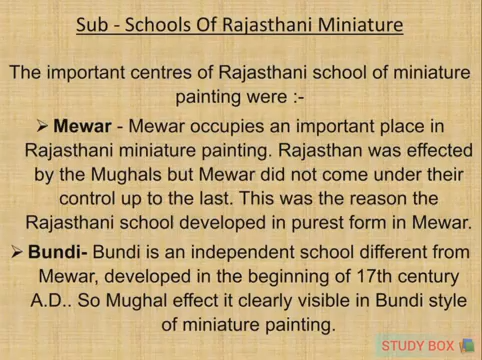 Sub - Schools Of Rajasthani Miniature
The important centres of Rajasthani school of miniature
painting were :-
➢ Mewar - Mewar occupies an important place in
Rajasthani miniature painting. Rajasthan was effected
by the Mughals but Mewar did not come under their
control up to the last. This was the reason the
Rajasthani school developed in purest form in Mewar.
➢ Bundi- Bundi is an independent school different from
Mewar, developed in the beginning of 17th century
A.D.. So Mughal effect it clearly visible in Bundi style
of miniature painting.
STUDY BOX